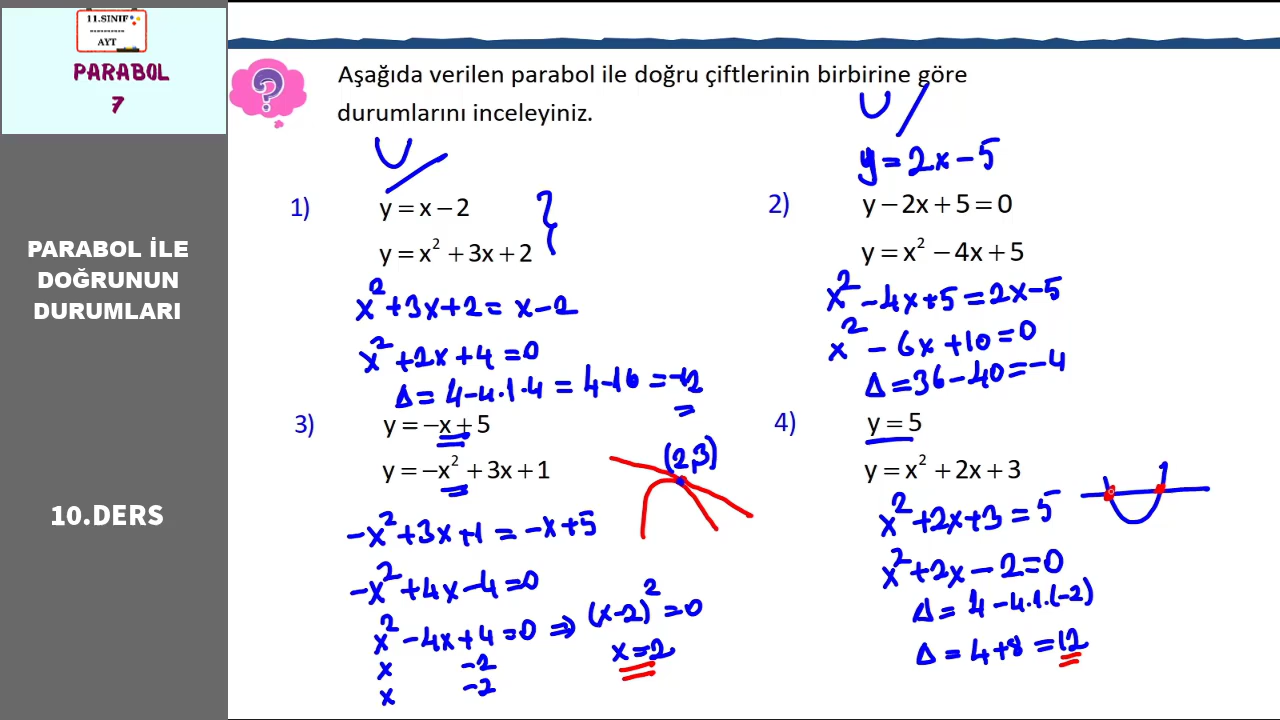 11.SINIF
----------
AYT
PARABOL
7
PARABOL İLE
DOĞRUNUN
DURUMLARI
10.DERS
Aşağıda verilen parabol ile doğru çiftlerinin birbirine göre
durumlarını inceleyiniz.
1) y = x − 2
y = x² + 3x + 2
x² + 3x + 2 = x − 2
x² + 2x + 4 = 0
Δ = 4 − 4.1.4 = 4 − 16 = −12
y = 2x − 5
2) y − 2x + 5 = 0
y = x² − 4x + 5
x² − 4x + 5 = 2x − 5
x² − 6x + 10 = 0
Δ = 36 − 40 = −4
3) y = −x + 5
y = −x² + 3x + 1
(2,3)
−x² + 3x + 1 = −x + 5
−x² + 4x − 4 = 0
x² − 4x + 4 = 0 ⇒ (x−2)² = 0
x −2
x −2
x = 2
4) y = 5
y = x² + 2x + 3
x² + 2x + 3 = 5
x² + 2x − 2 = 0
Δ = 4 − 4.1.(−2)
Δ = 4 + 8 = 12